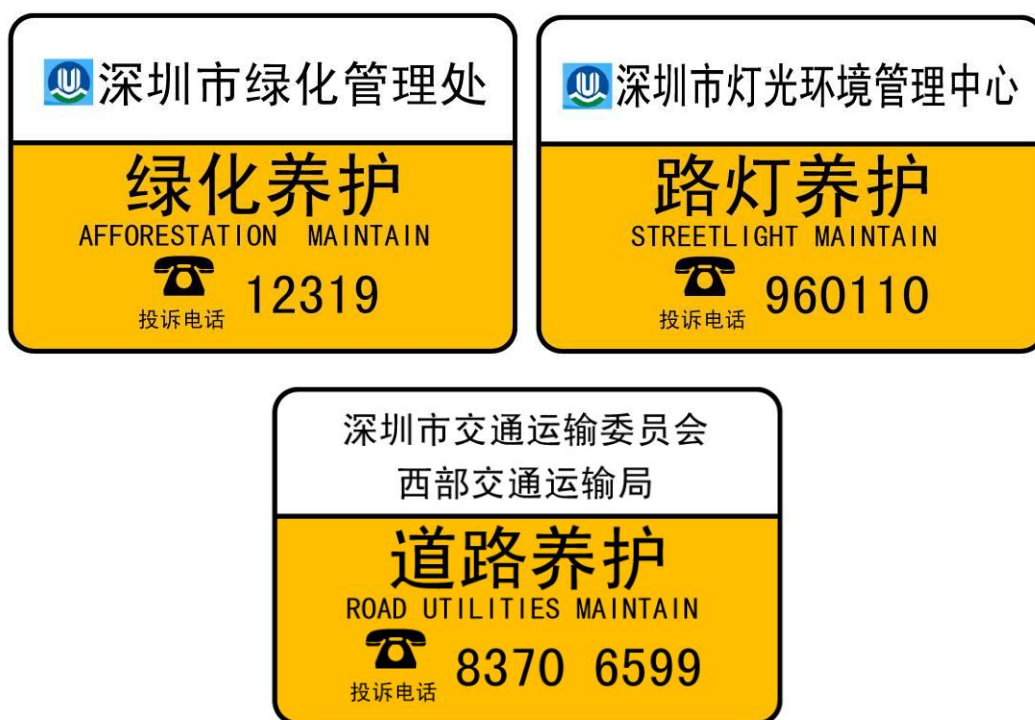 深圳市绿化管理处
绿化养护
AFFORESTATION MAINTAIN
投诉电话 12319
深圳市灯光环境管理中心
路灯养护
STREETLIGHT MAINTAIN
投诉电话 960110
深圳市交通运输委员会
西部交通运输局
道路养护
ROAD UTILITIES MAINTAIN
投诉电话 8370 6599